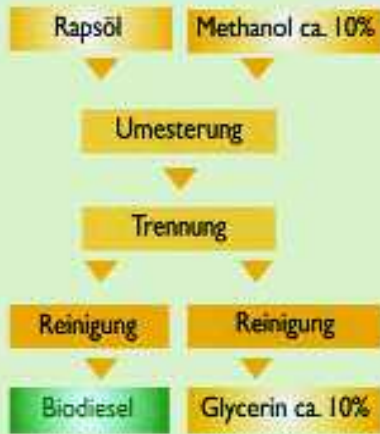 Rapsöl
Methanol ca. 10%
Umesterung
Trennung
Reinigung
Reinigung
Biodiesel
Glycerin ca. 10%